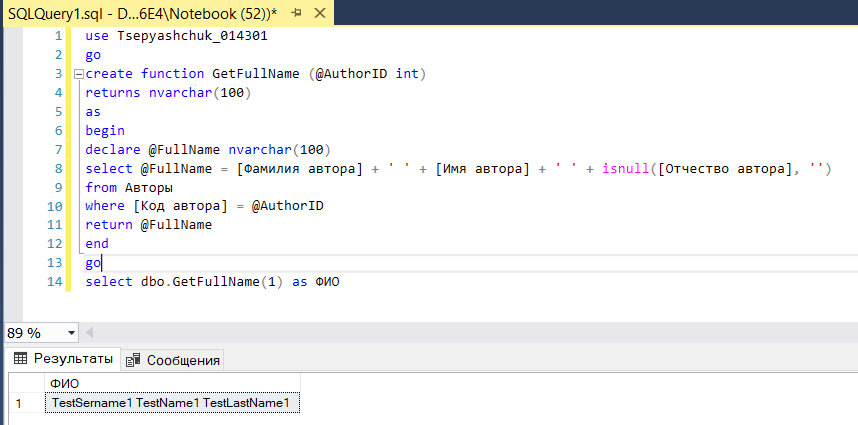 SQLQuery1.sql - D...6E4\Notebook (52))*
1 use Tsepyashchuk_014301
2 go
3 create function GetFullName (@AuthorID int)
4 returns nvarchar(100)
5 as
6 begin
7 declare @FullName nvarchar(100)
8 select @FullName = [Фамилия автора] + ' ' + [Имя автора] + ' ' + isnull([Отчество автора], '')
9 from Авторы
10 where [Код автора] = @AuthorID
11 return @FullName
12 end
13 go
14 select dbo.GetFullName(1) as ФИО
89 %
Результаты Сообщения
ФИО
1 TestSername1 TestName1 TestLastName1